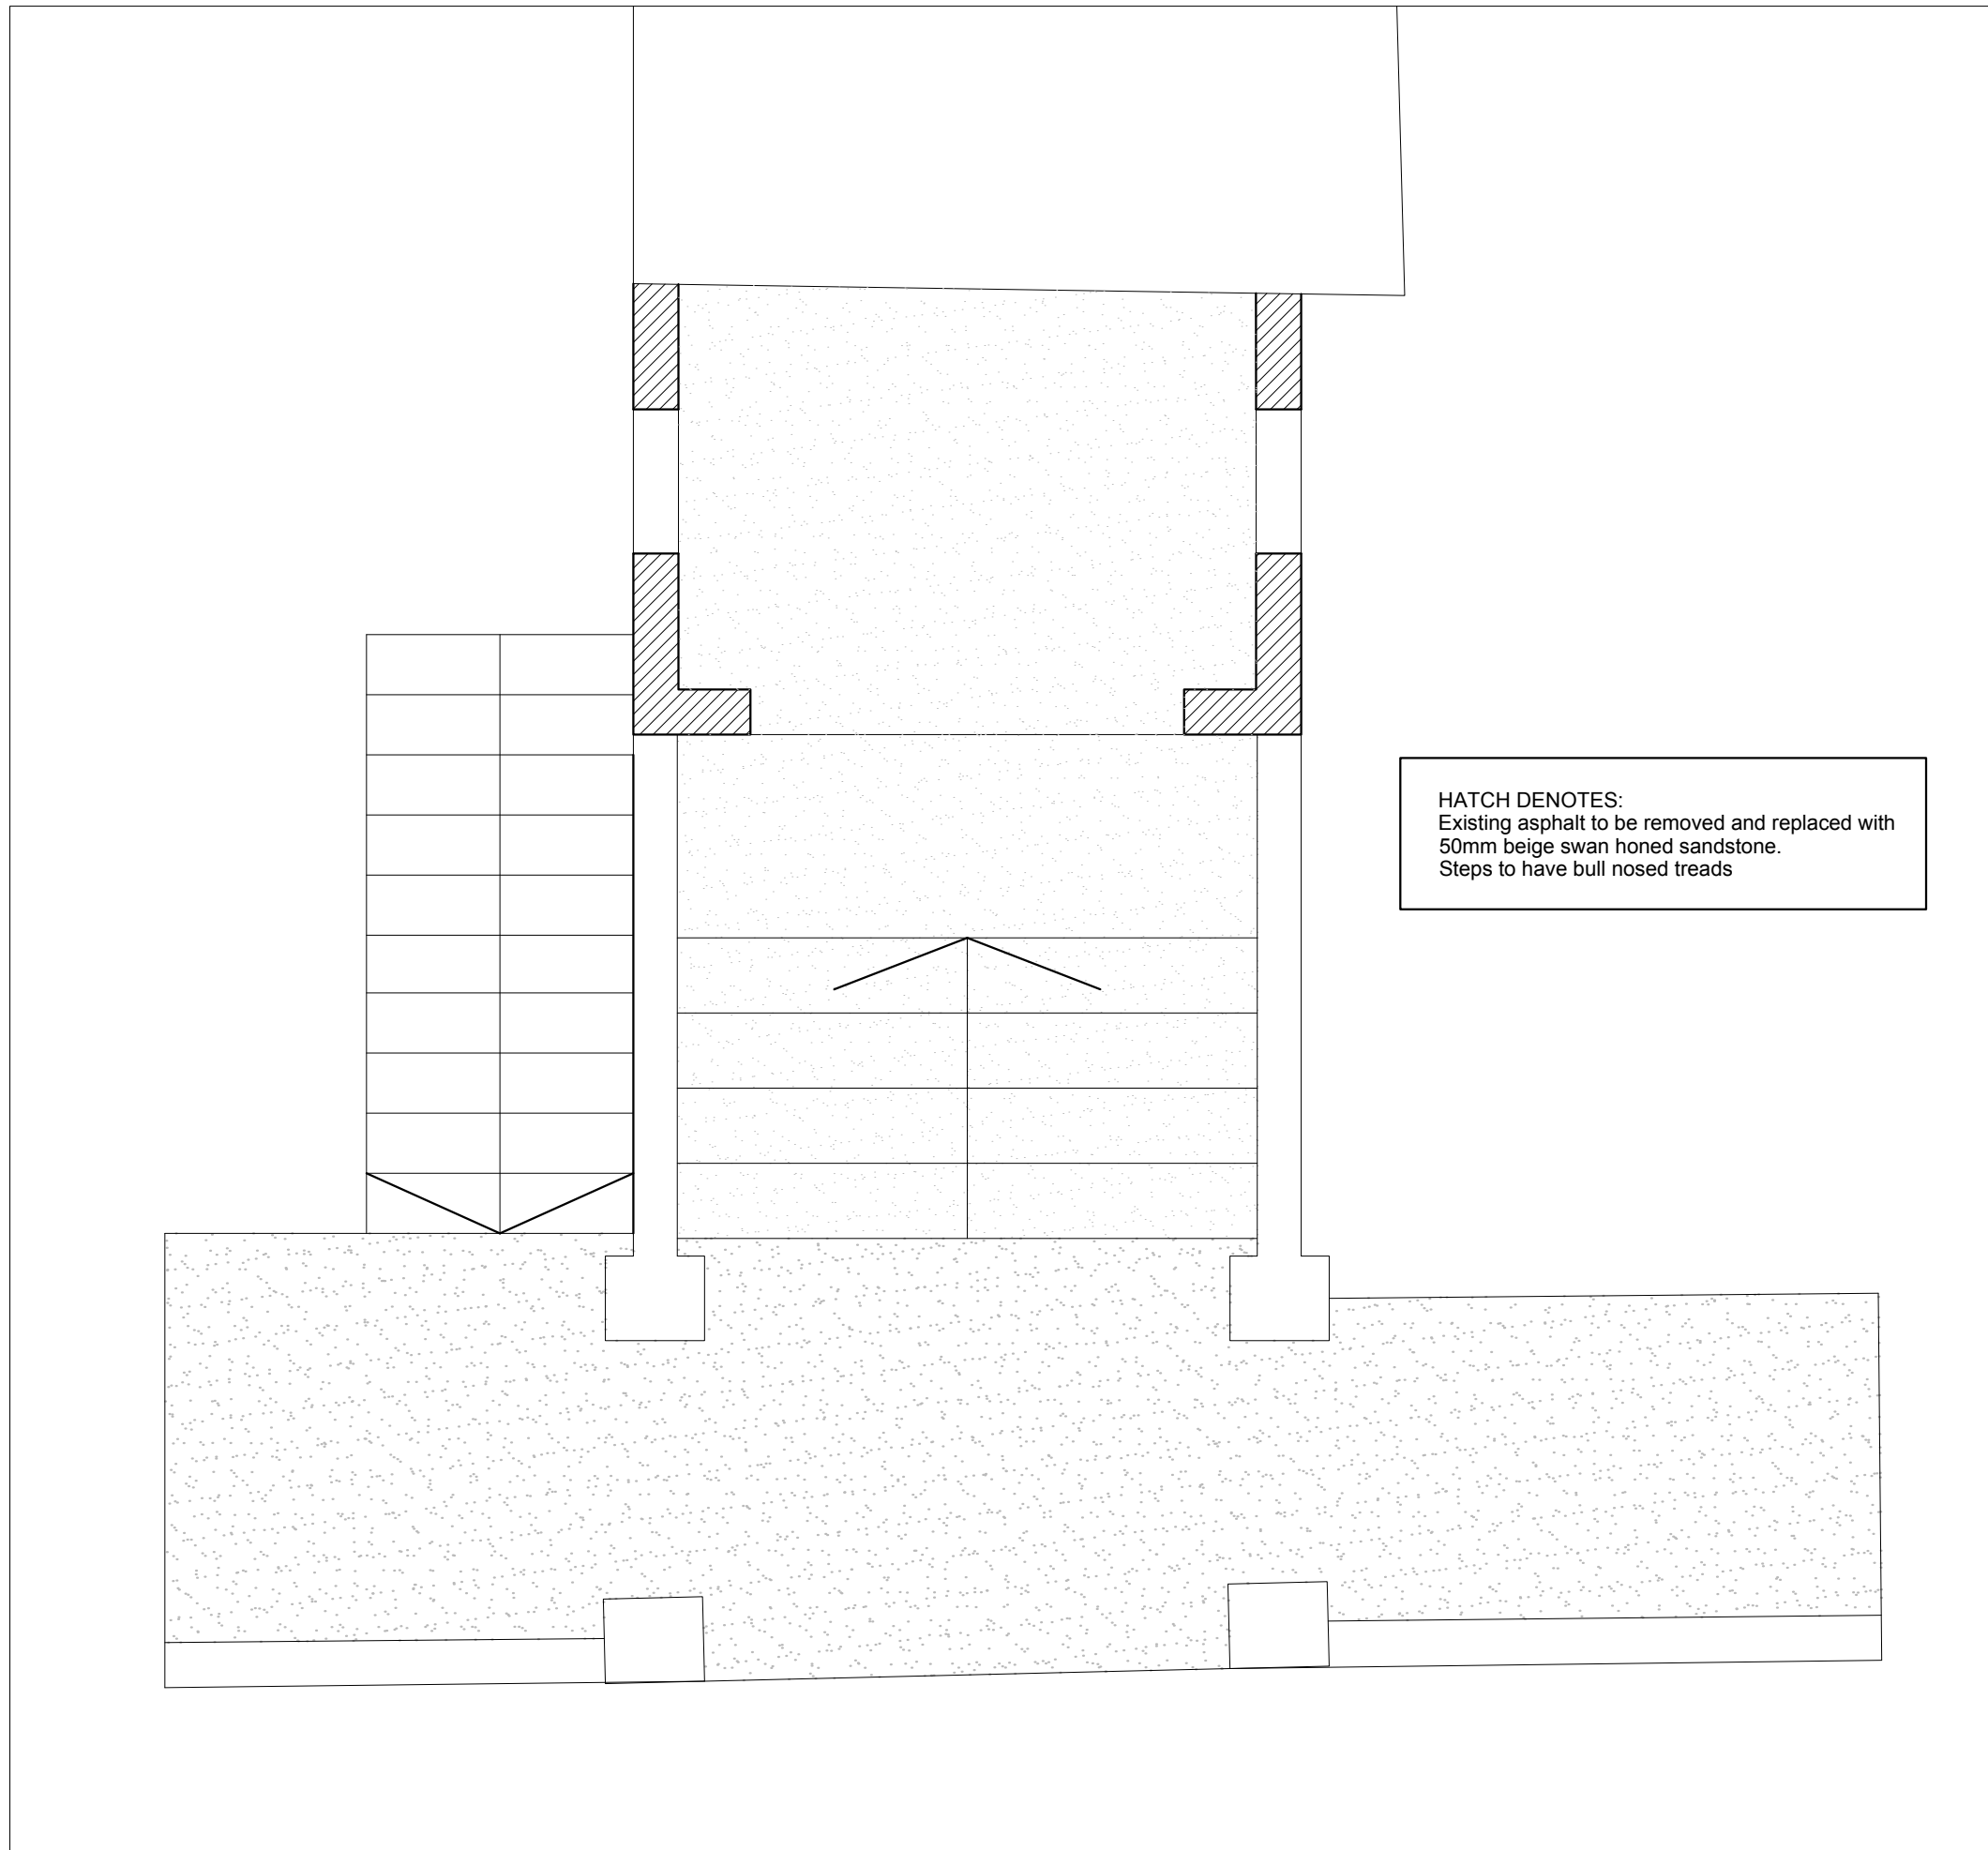 HATCH DENOTES:
Existing asphalt to be removed and replaced with
50mm beige swan honed sandstone.
Steps to have bull nosed treads